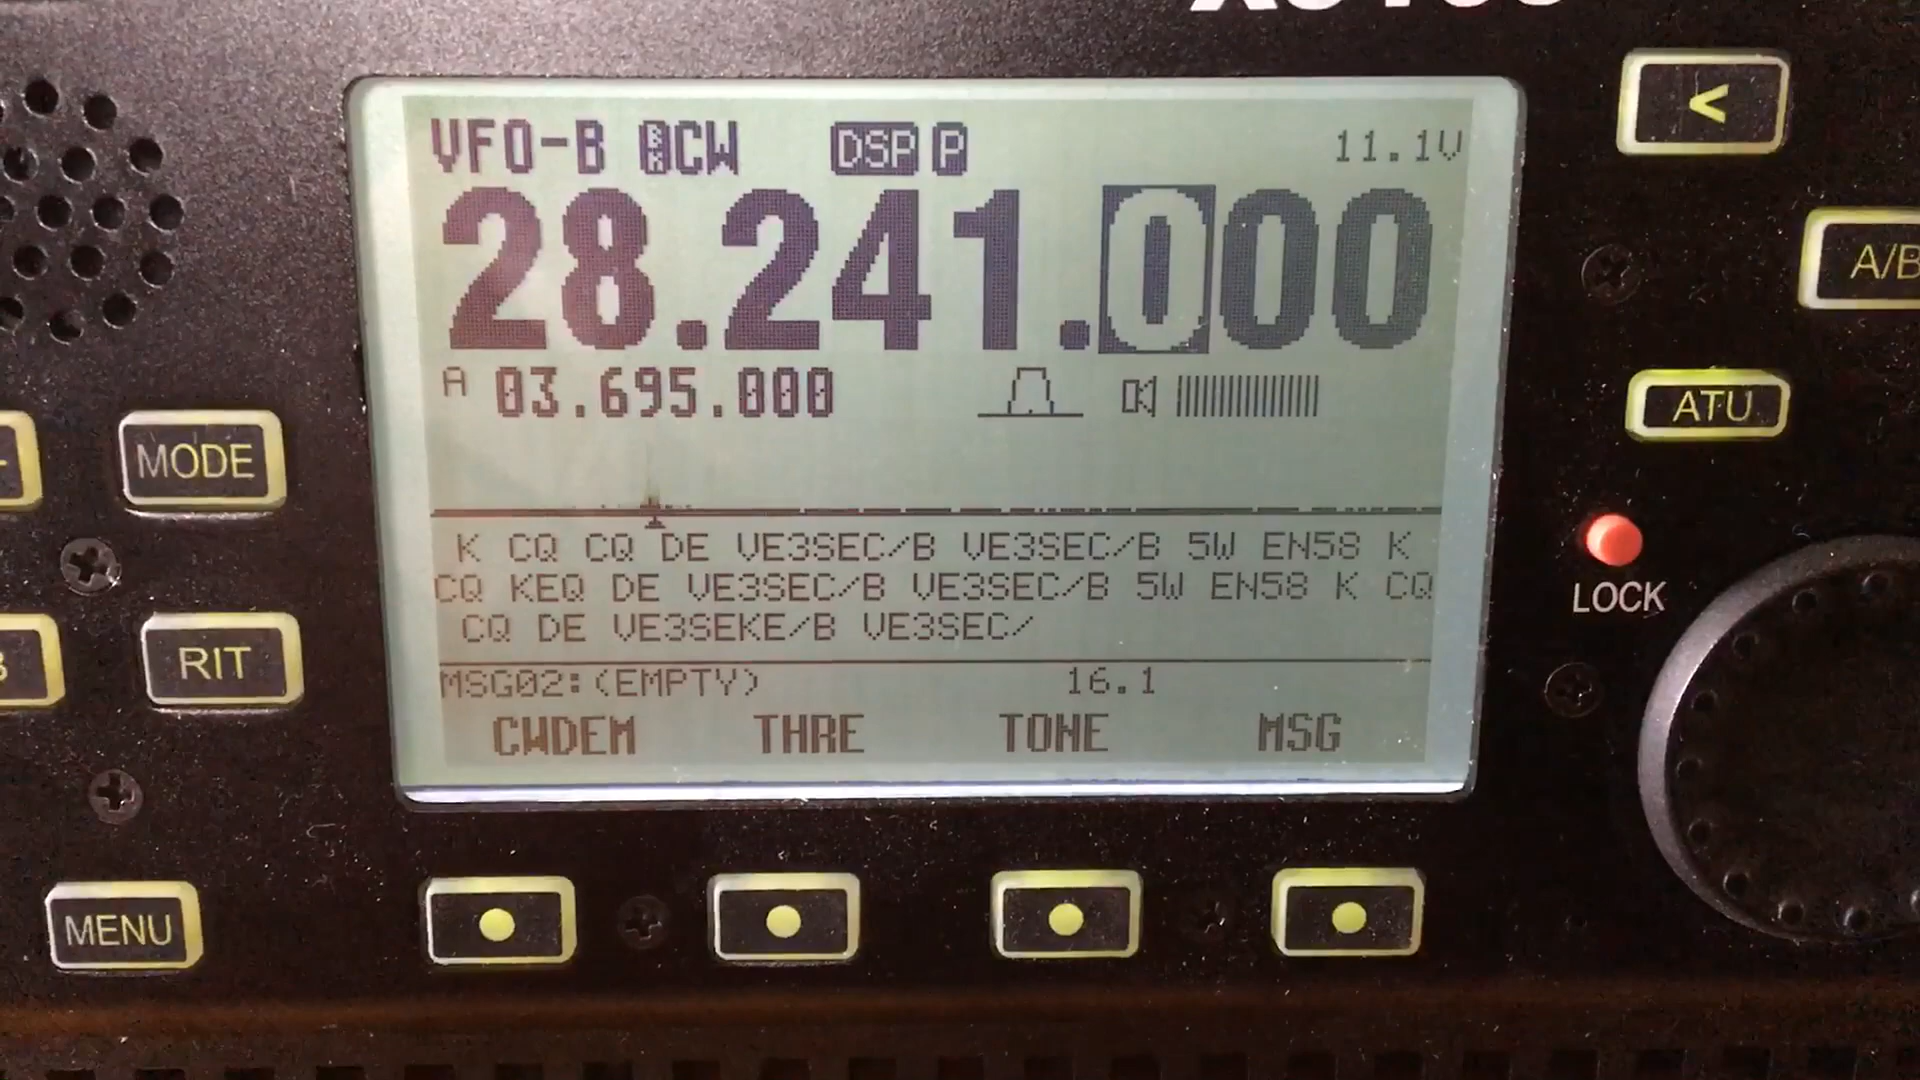 VFO-B BK CW DSP P 11.1V
28.241.000
A 03.695.000
K CQ CQ DE VE3SEC/B VE3SEC/B 5W EN58 K
CQ KEQ DE VE3SEC/B VE3SEC/B 5W EN58 K CQ
CQ DE VE3SEKE/B VE3SEC/
MSG02:(EMPTY) 16.1
CWDEM THRE TONE MSG
<
A/B
ATU
LOCK
MODE
RIT
MENU